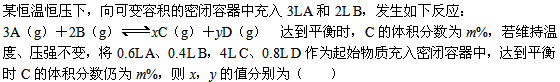 某恒温恒压下，向可变容积的密闭容器中充入 3LA 和 2L B，发生如下反应：
3A（g）+2B（g）⇌xC（g）+yD（g） 达到平衡时，C 的体积分数为 m%，若维持温
度、压强不变，将 0.6LA、0.4LB，4L C、0.8L D 作为起始物质充入密闭容器中，达到平
衡时 C 的体积分数仍为 m%，则 x，y 的值分别为（ ）